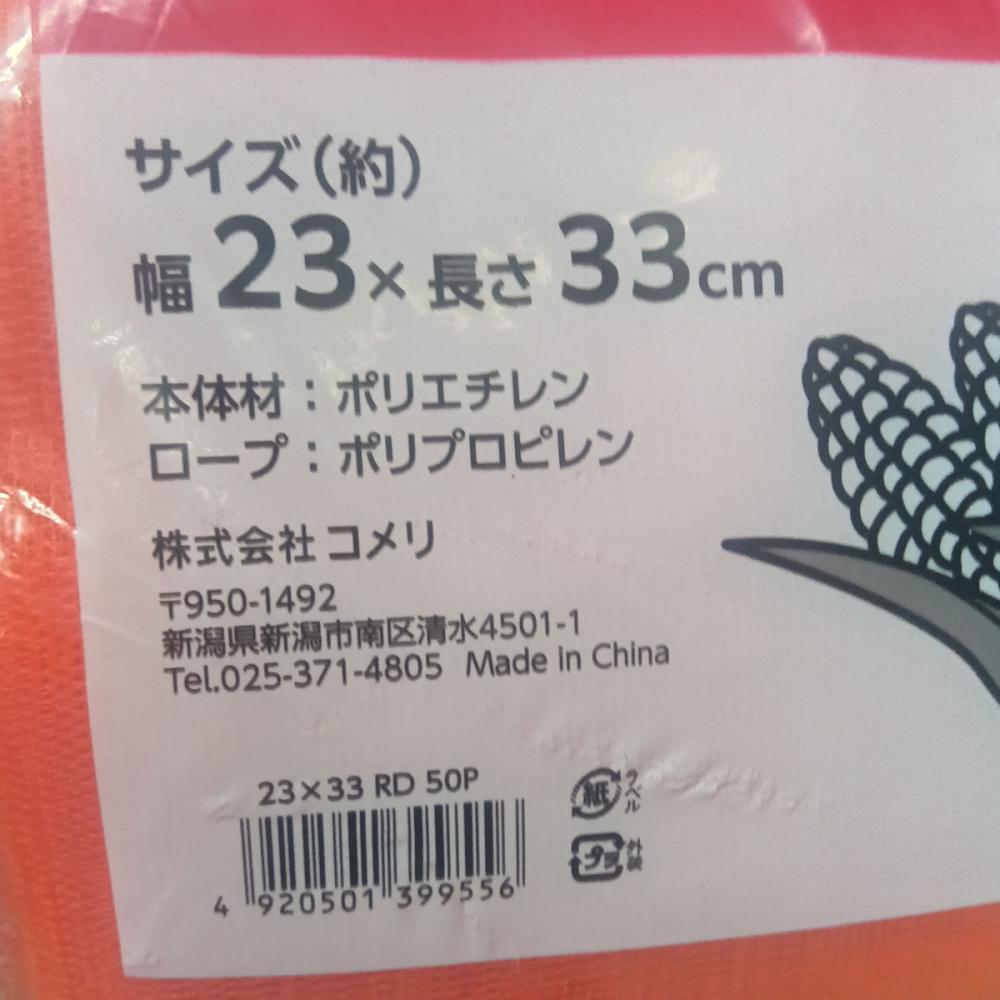 サイズ(約)
幅 23× 長さ 33cm
本体材：ポリエチレン
ロープ：ポリプロピレン
株式会社 コメリ
〒950-1492
新潟県新潟市南区清水4501-1
Tel.025-371-4805 Made in China
23×33 RD 50P
4 920501 399556
紙 ラベル
プラ 外装